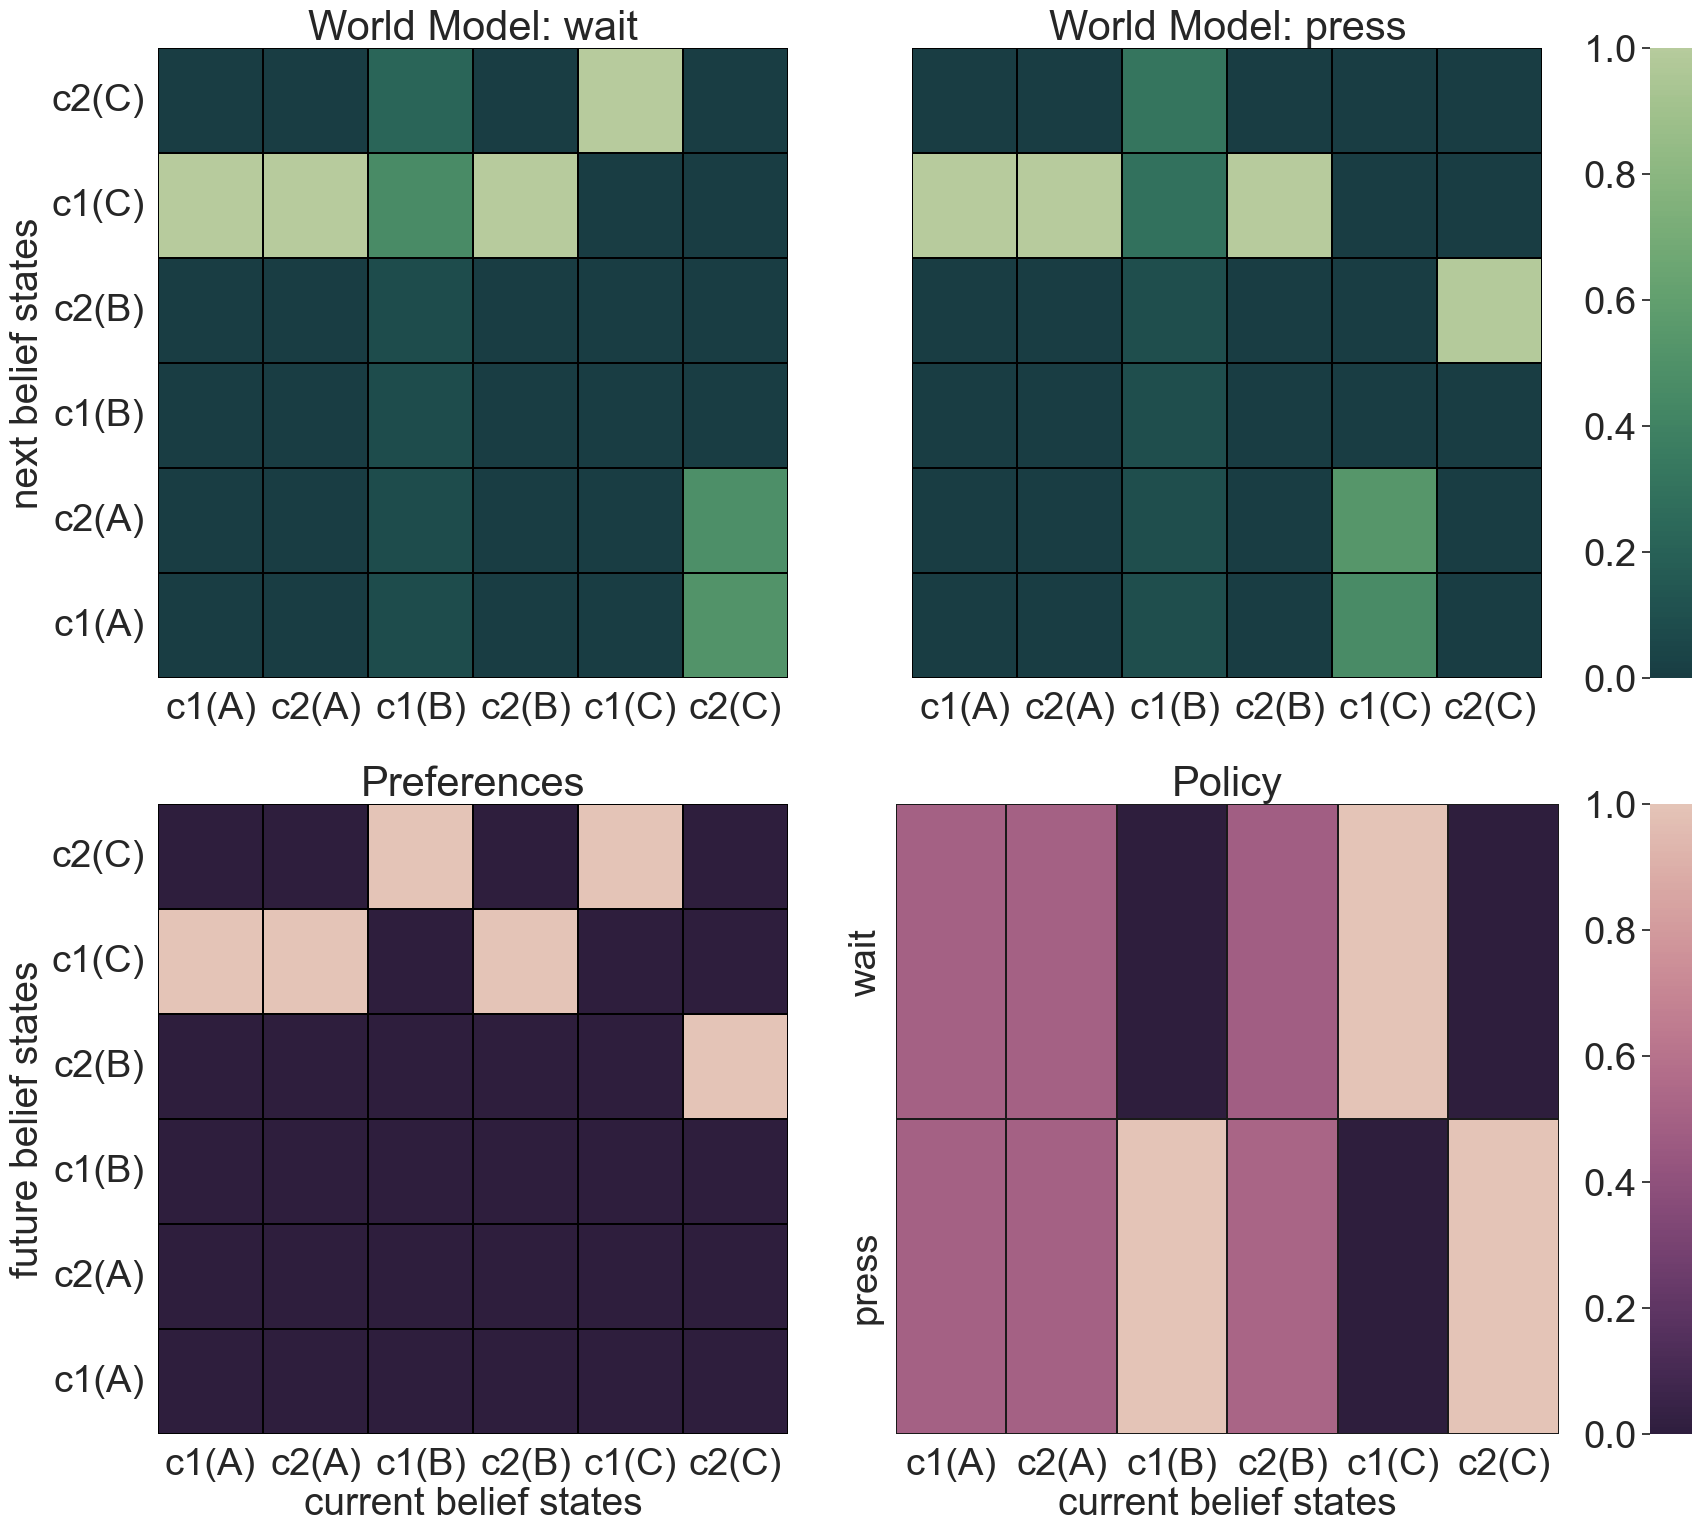 World Model: wait
World Model: press
next belief states
c2(C)
c1(C)
c2(B)
c1(B)
c2(A)
c1(A)
c1(A) c2(A) c1(B) c2(B) c1(C) c2(C)
c1(A) c2(A) c1(B) c2(B) c1(C) c2(C)
1.0
0.8
0.6
0.4
0.2
0.0
Preferences
Policy
future belief states
c2(C)
c1(C)
c2(B)
c1(B)
c2(A)
c1(A)
c1(A) c2(A) c1(B) c2(B) c1(C) c2(C)
current belief states
wait
press
c1(A) c2(A) c1(B) c2(B) c1(C) c2(C)
current belief states
1.0
0.8
0.6
0.4
0.2
0.0